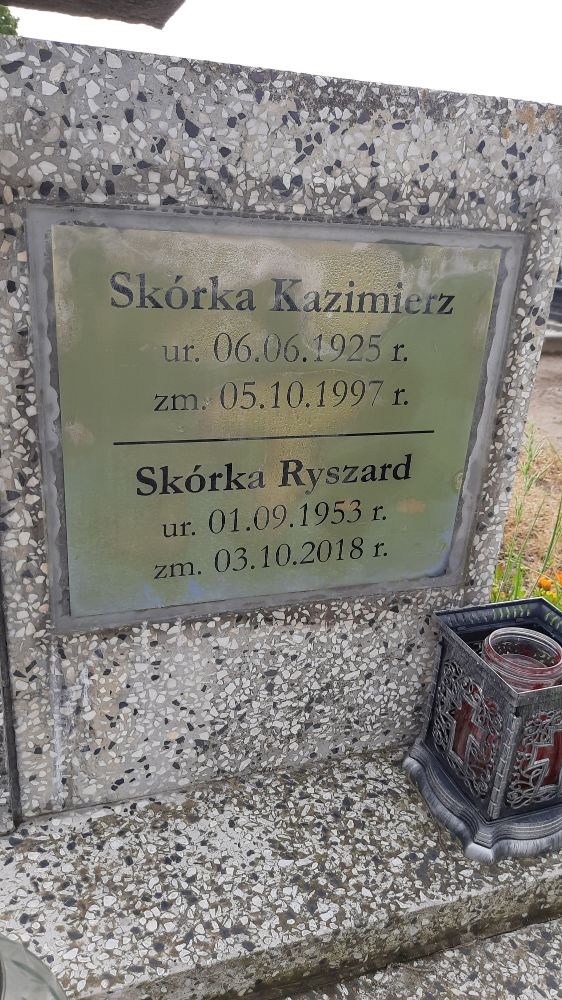 Skórka Kazimierz
ur. 06.06.1925 r.
zm. 05.10.1997 r.
Skórka Ryszard
ur. 01.09.1953 r.
zm. 03.10.2018 r.